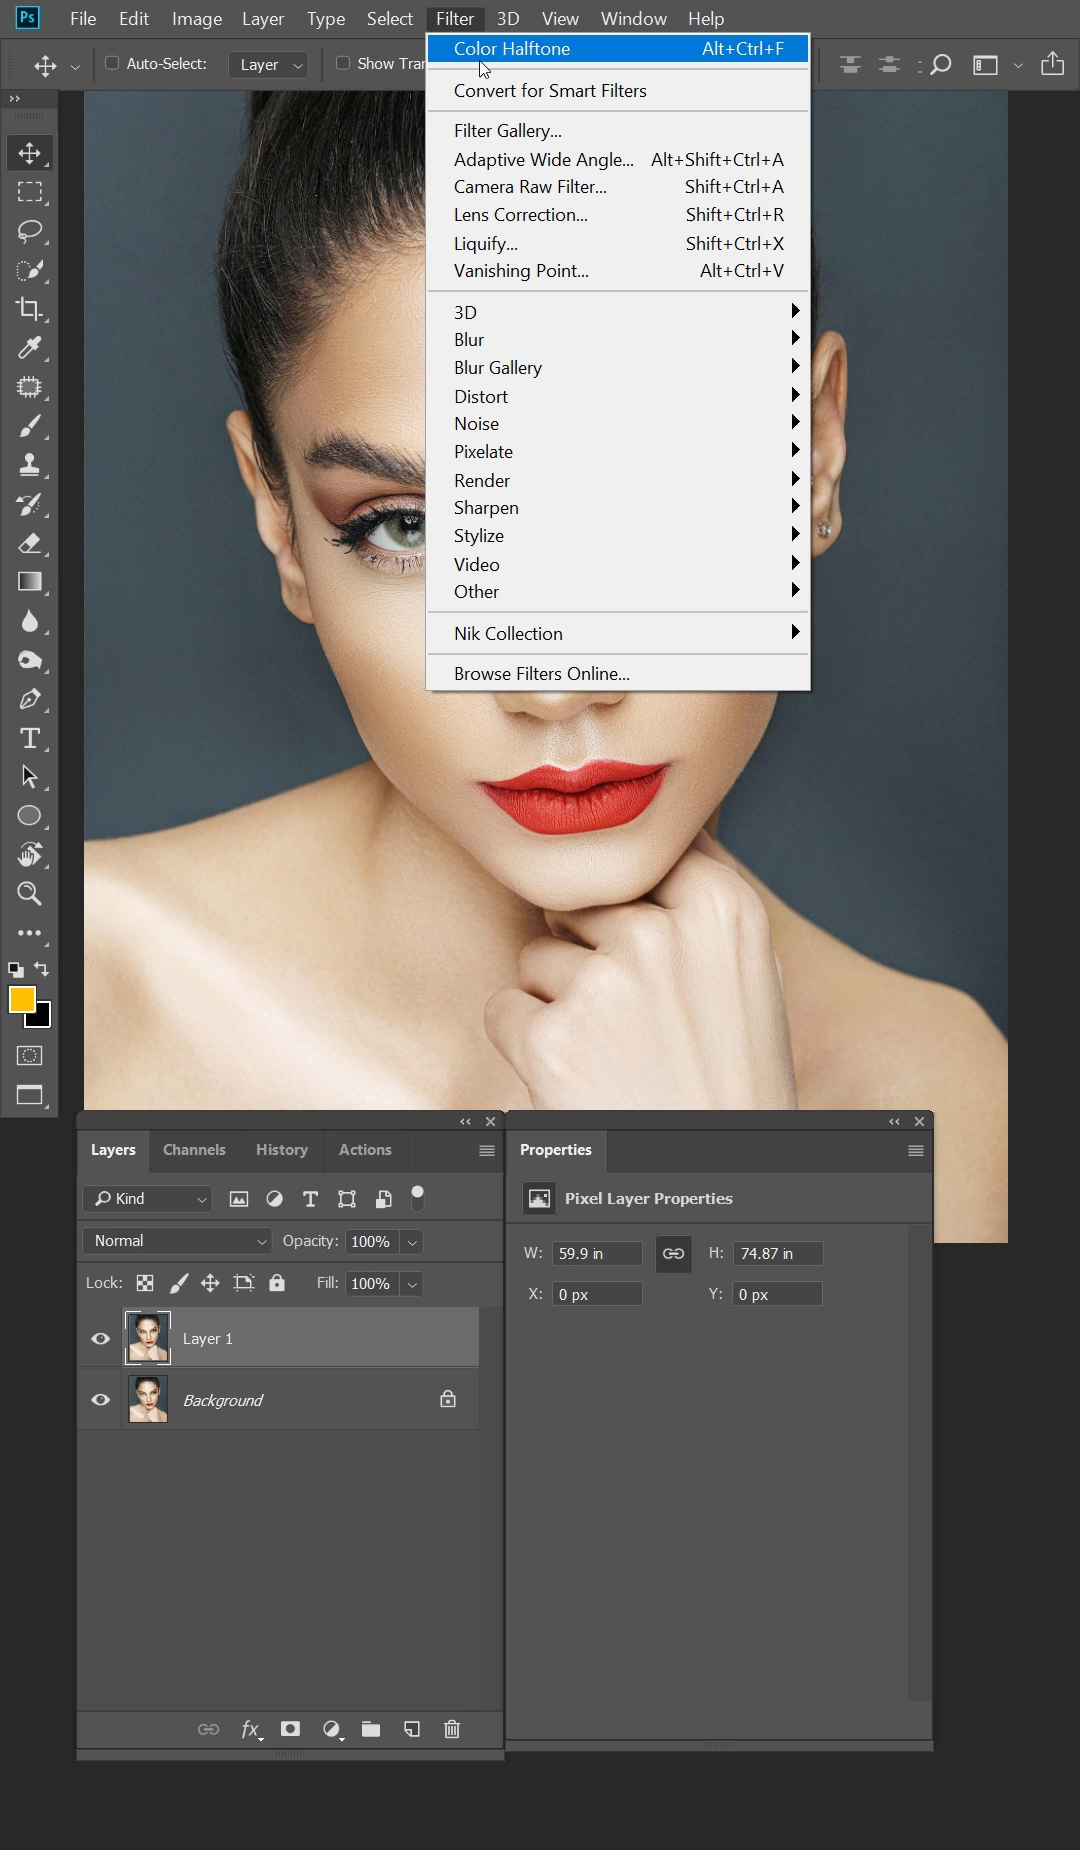 Ps File Edit Image Layer Type Select Filter 3D View Window Help
Auto-Select: Layer Show Tran
Color Halftone Alt+Ctrl+F
Convert for Smart Filters
Filter Gallery...
Adaptive Wide Angle... Alt+Shift+Ctrl+A
Camera Raw Filter... Shift+Ctrl+A
Lens Correction... Shift+Ctrl+R
Liquify... Shift+Ctrl+X
Vanishing Point... Alt+Ctrl+V
3D
Blur
Blur Gallery
Distort
Noise
Pixelate
Render
Sharpen
Stylize
Video
Other
Nik Collection
Browse Filters Online...
Layers Channels History Actions
Kind
Normal Opacity: 100%
Lock: Fill: 100%
Layer 1
Background
fx
Properties
Pixel Layer Properties
W: 59.9 in H: 74.87 in
X: 0 px Y: 0 px